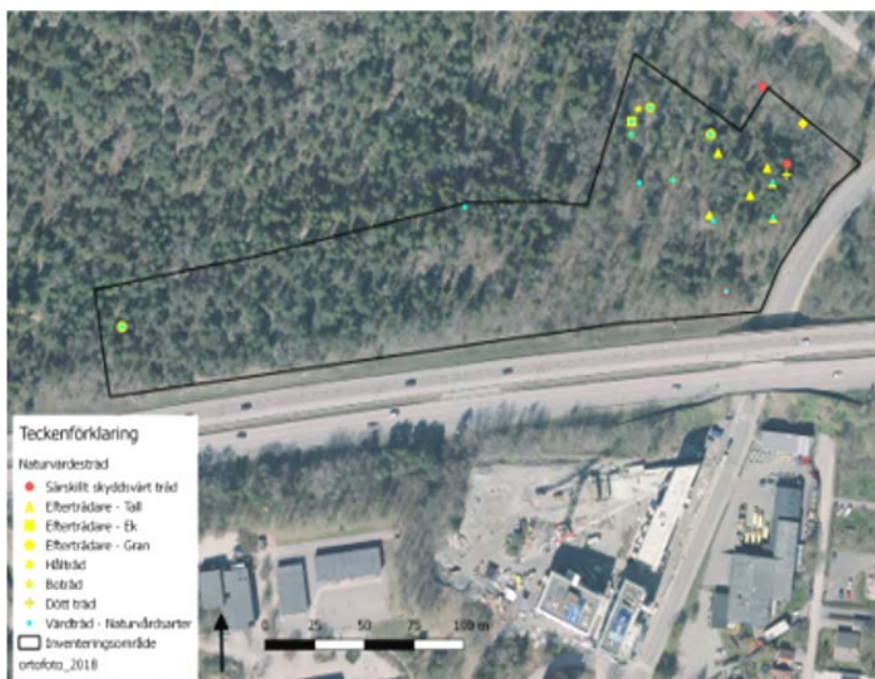 Teckenförklaring
Naturvärdesträd
Särskillt skyddsvärt träd
Efterträdare - Tall
Efterträdare - Ek
Efterträdare - Gran
Hålträd
Boträd
Dött träd
Värdträd - Naturvårdsarter
Inventeringsområde
ortofoto_2018
0 25 50 75 100 m